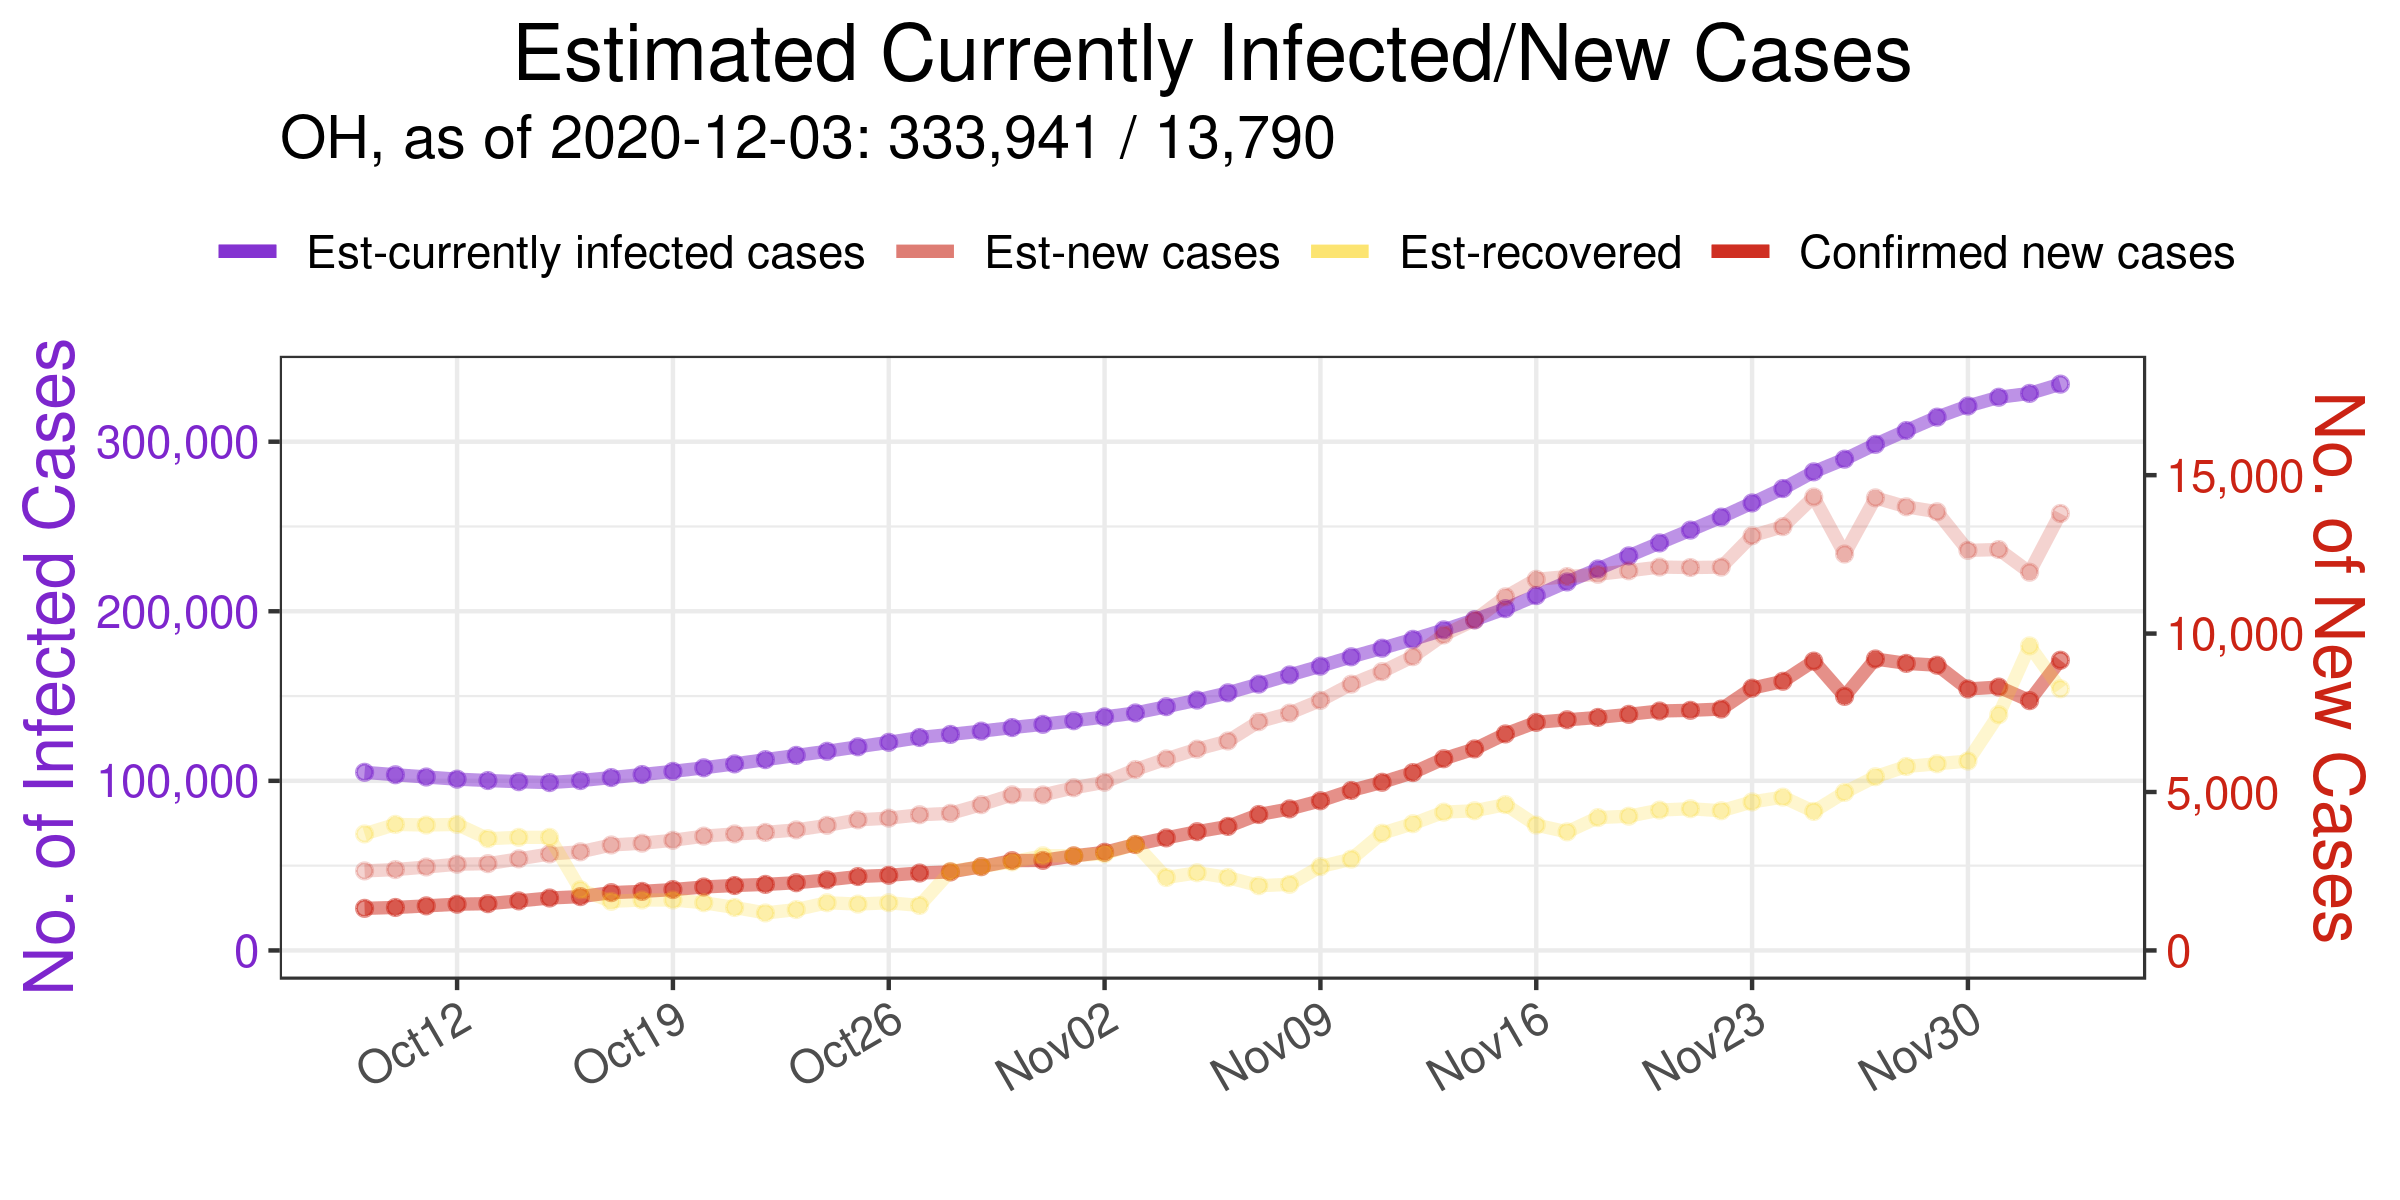 Estimated Currently Infected/New Cases
OH, as of 2020-12-03: 333,941 / 13,790
Est-currently infected cases Est-new cases Est-recovered Confirmed new cases
No. of Infected Cases
300,000
200,000
100,000
0
15,000
10,000
5,000
0
No. of New Cases
Oct12 Oct19 Oct26 Nov02 Nov09 Nov16 Nov23 Nov30